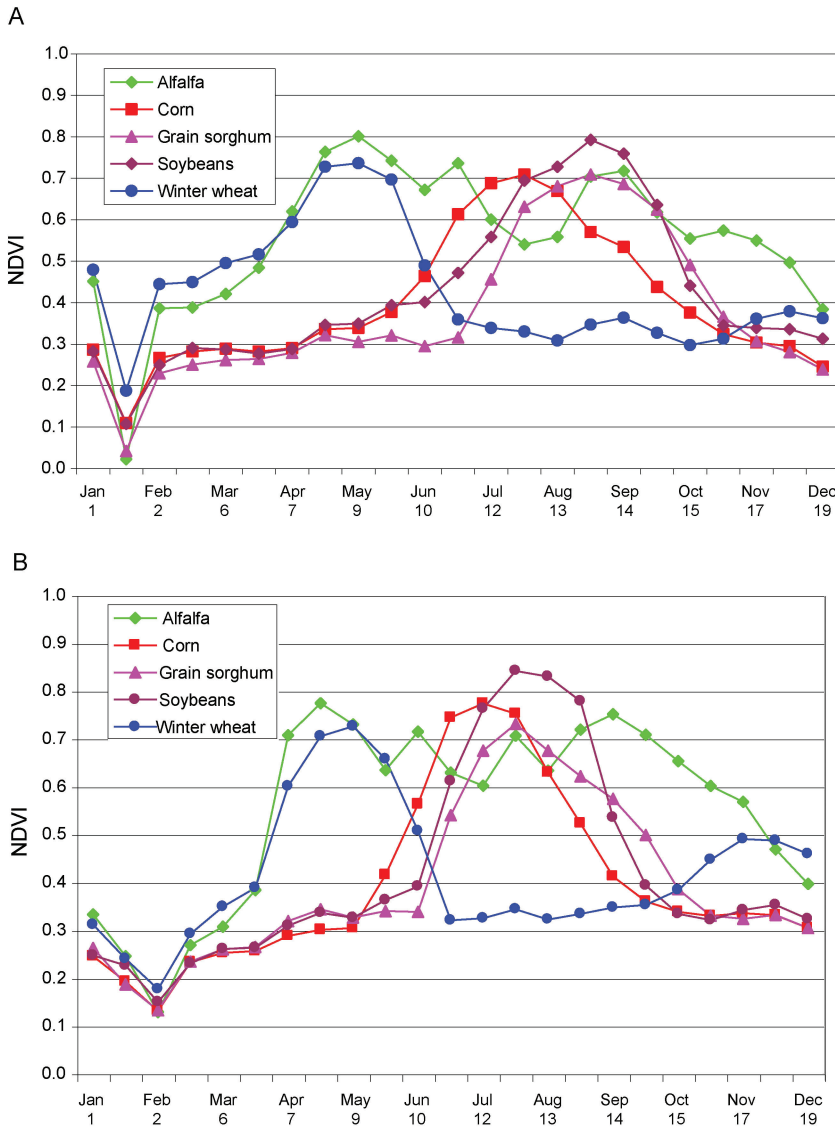 A
1.0
0.9
0.8
0.7
0.6
0.5
0.4
0.3
0.2
0.1
0.0
NDVI
Alfalfa
Corn
Grain sorghum
Soybeans
Winter wheat
Jan Feb Mar Apr May Jun Jul Aug Sep Oct Nov Dec
1 2 6 7 9 10 12 13 14 15 17 19
B
1.0
0.9
0.8
0.7
0.6
0.5
0.4
0.3
0.2
0.1
0.0
NDVI
Alfalfa
Corn
Grain sorghum
Soybeans
Winter wheat
Jan Feb Mar Apr May Jun Jul Aug Sep Oct Nov Dec
1 2 6 7 9 10 12 13 14 15 17 19